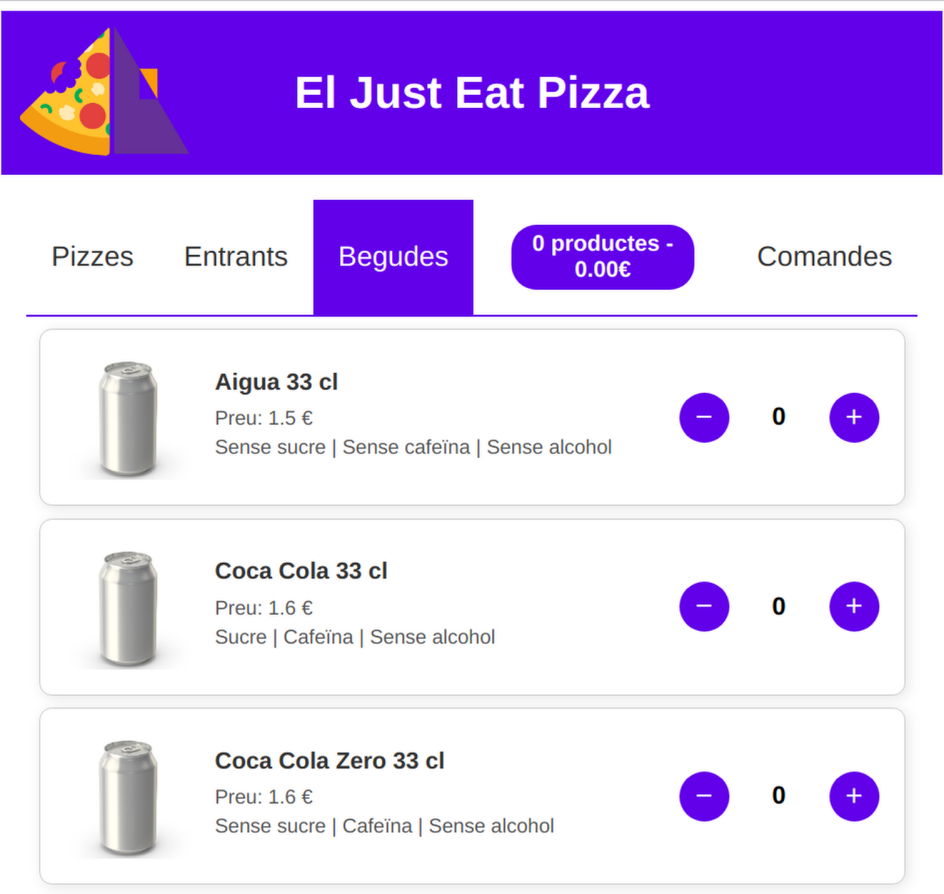 El Just Eat Pizza
Pizzes
Entrants
Begudes
0 productes -
0.00€
Comandes
Aigua 33 cl
Preu: 1.5 €
Sense sucre | Sense cafeïna | Sense alcohol
−
0
+
Coca Cola 33 cl
Preu: 1.6 €
Sucre | Cafeïna | Sense alcohol
−
0
+
Coca Cola Zero 33 cl
Preu: 1.6 €
Sense sucre | Cafeïna | Sense alcohol
−
0
+